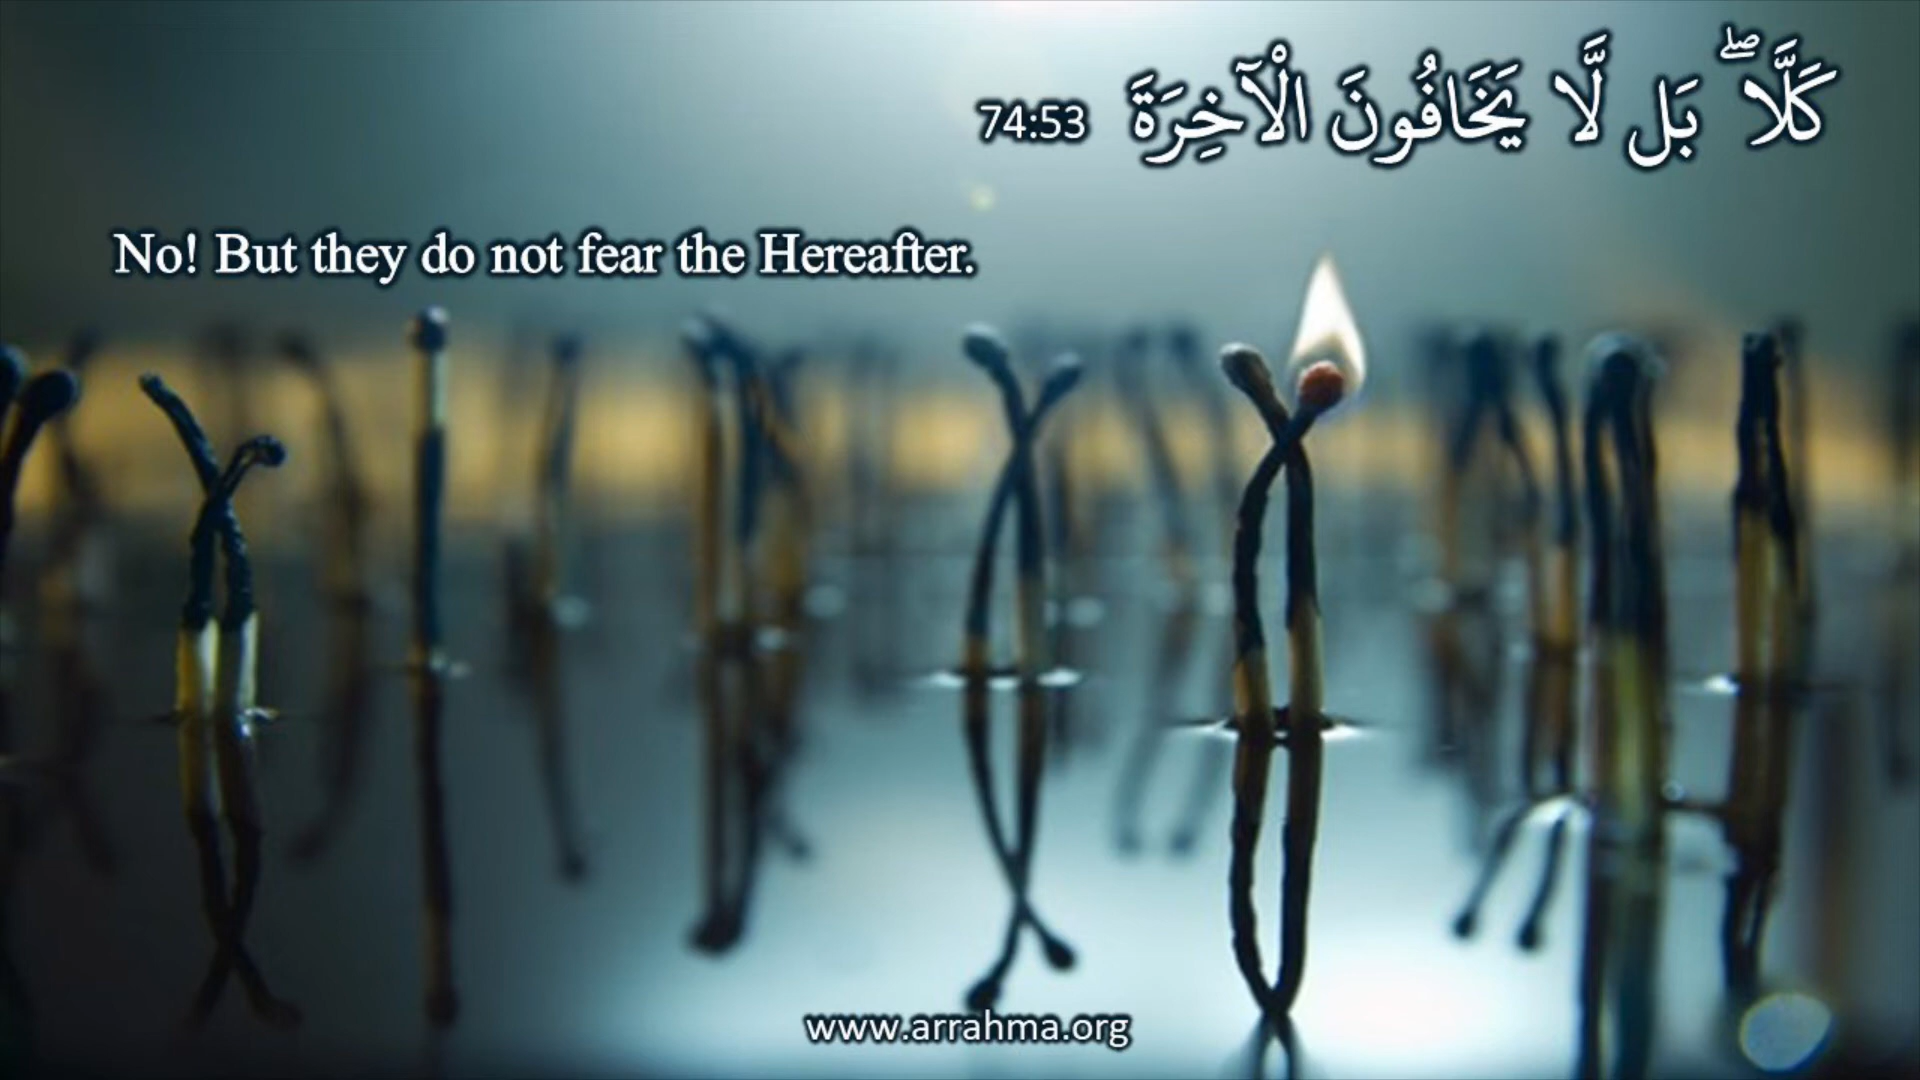 كَلَّا ۖ بَل لَّا يَخَافُونَ الْآخِرَةَ 74:53
No! But they do not fear the Hereafter.
www.arrahma.org